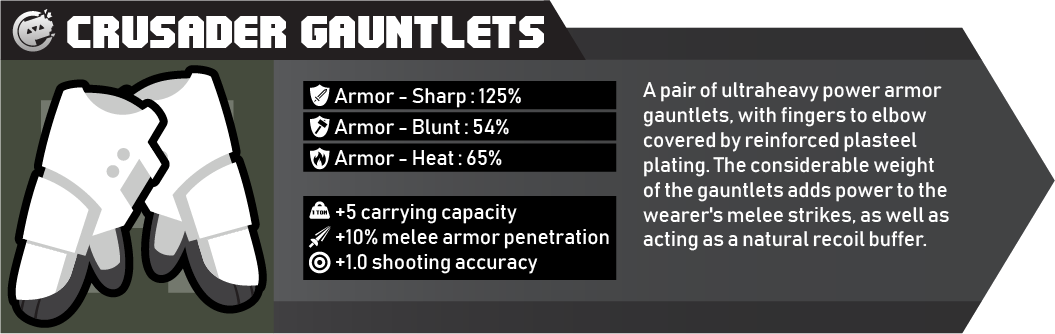 CRUSADER GAUNTLETS
Armor - Sharp : 125%
Armor - Blunt : 54%
Armor - Heat : 65%
1 TON
+5 carrying capacity
+10% melee armor penetration
+1.0 shooting accuracy
A pair of ultraheavy power armor
gauntlets, with fingers to elbow
covered by reinforced plasteel
plating. The considerable weight
of the gauntlets adds power to the
wearer's melee strikes, as well as
acting as a natural recoil buffer.